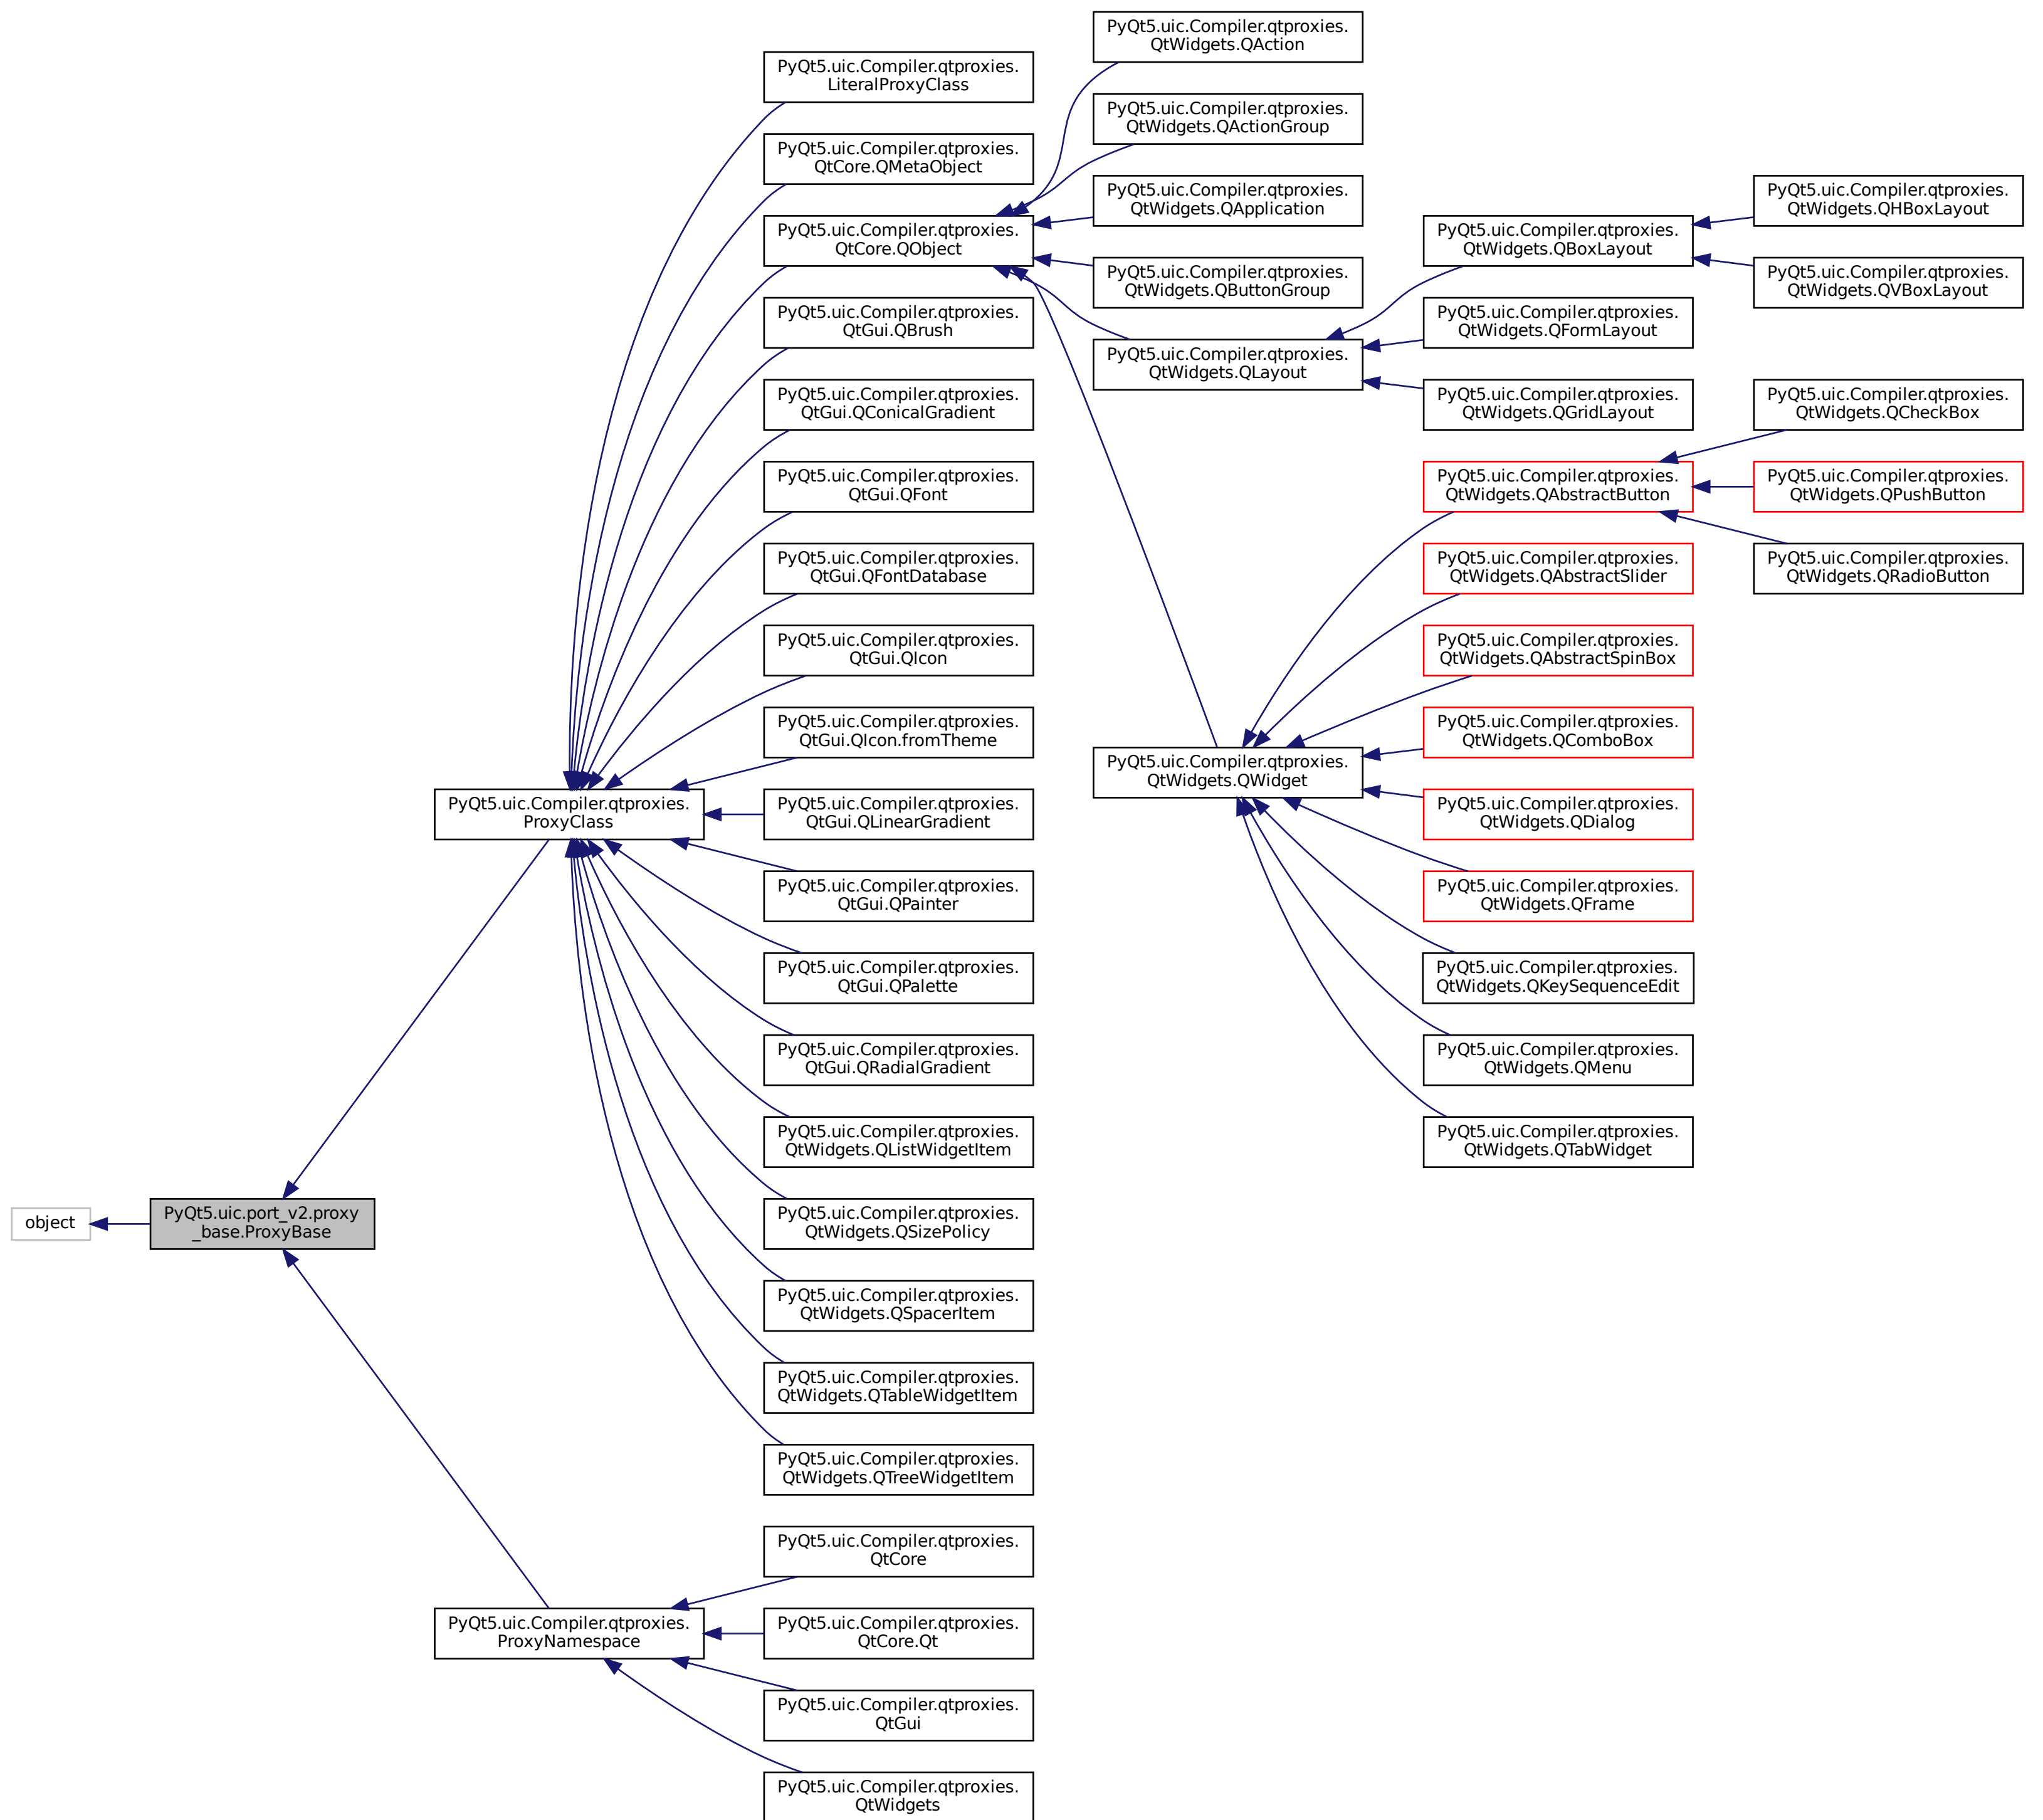 object
PyQt5.uic.port_v2.proxy
_base.ProxyBase
PyQt5.uic.Compiler.qtproxies.
ProxyClass
PyQt5.uic.Compiler.qtproxies.
ProxyNamespace
PyQt5.uic.Compiler.qtproxies.
LiteralProxyClass
PyQt5.uic.Compiler.qtproxies.
QtCore.QMetaObject
PyQt5.uic.Compiler.qtproxies.
QtCore.QObject
PyQt5.uic.Compiler.qtproxies.
QtGui.QBrush
PyQt5.uic.Compiler.qtproxies.
QtGui.QConicalGradient
PyQt5.uic.Compiler.qtproxies.
QtGui.QFont
PyQt5.uic.Compiler.qtproxies.
QtGui.QFontDatabase
PyQt5.uic.Compiler.qtproxies.
QtGui.QIcon
PyQt5.uic.Compiler.qtproxies.
QtGui.QIcon.fromTheme
PyQt5.uic.Compiler.qtproxies.
QtGui.QLinearGradient
PyQt5.uic.Compiler.qtproxies.
QtGui.QPainter
PyQt5.uic.Compiler.qtproxies.
QtGui.QPalette
PyQt5.uic.Compiler.qtproxies.
QtGui.QRadialGradient
PyQt5.uic.Compiler.qtproxies.
QtWidgets.QListWidgetItem
PyQt5.uic.Compiler.qtproxies.
QtWidgets.QSizePolicy
PyQt5.uic.Compiler.qtproxies.
QtWidgets.QSpacerItem
PyQt5.uic.Compiler.qtproxies.
QtWidgets.QTableWidgetItem
PyQt5.uic.Compiler.qtproxies.
QtWidgets.QTreeWidgetItem
PyQt5.uic.Compiler.qtproxies.
QtCore
PyQt5.uic.Compiler.qtproxies.
QtCore.Qt
PyQt5.uic.Compiler.qtproxies.
QtGui
PyQt5.uic.Compiler.qtproxies.
QtWidgets
PyQt5.uic.Compiler.qtproxies.
QtWidgets.QAction
PyQt5.uic.Compiler.qtproxies.
QtWidgets.QActionGroup
PyQt5.uic.Compiler.qtproxies.
QtWidgets.QApplication
PyQt5.uic.Compiler.qtproxies.
QtWidgets.QButtonGroup
PyQt5.uic.Compiler.qtproxies.
QtWidgets.QLayout
PyQt5.uic.Compiler.qtproxies.
QtWidgets.QWidget
PyQt5.uic.Compiler.qtproxies.
QtWidgets.QBoxLayout
PyQt5.uic.Compiler.qtproxies.
QtWidgets.QFormLayout
PyQt5.uic.Compiler.qtproxies.
QtWidgets.QGridLayout
PyQt5.uic.Compiler.qtproxies.
QtWidgets.QAbstractButton
PyQt5.uic.Compiler.qtproxies.
QtWidgets.QAbstractSlider
PyQt5.uic.Compiler.qtproxies.
QtWidgets.QAbstractSpinBox
PyQt5.uic.Compiler.qtproxies.
QtWidgets.QComboBox
PyQt5.uic.Compiler.qtproxies.
QtWidgets.QDialog
PyQt5.uic.Compiler.qtproxies.
QtWidgets.QFrame
PyQt5.uic.Compiler.qtproxies.
QtWidgets.QKeySequenceEdit
PyQt5.uic.Compiler.qtproxies.
QtWidgets.QMenu
PyQt5.uic.Compiler.qtproxies.
QtWidgets.QTabWidget
PyQt5.uic.Compiler.qtproxies.
QtWidgets.QHBoxLayout
PyQt5.uic.Compiler.qtproxies.
QtWidgets.QVBoxLayout
PyQt5.uic.Compiler.qtproxies.
QtWidgets.QCheckBox
PyQt5.uic.Compiler.qtproxies.
QtWidgets.QPushButton
PyQt5.uic.Compiler.qtproxies.
QtWidgets.QRadioButton